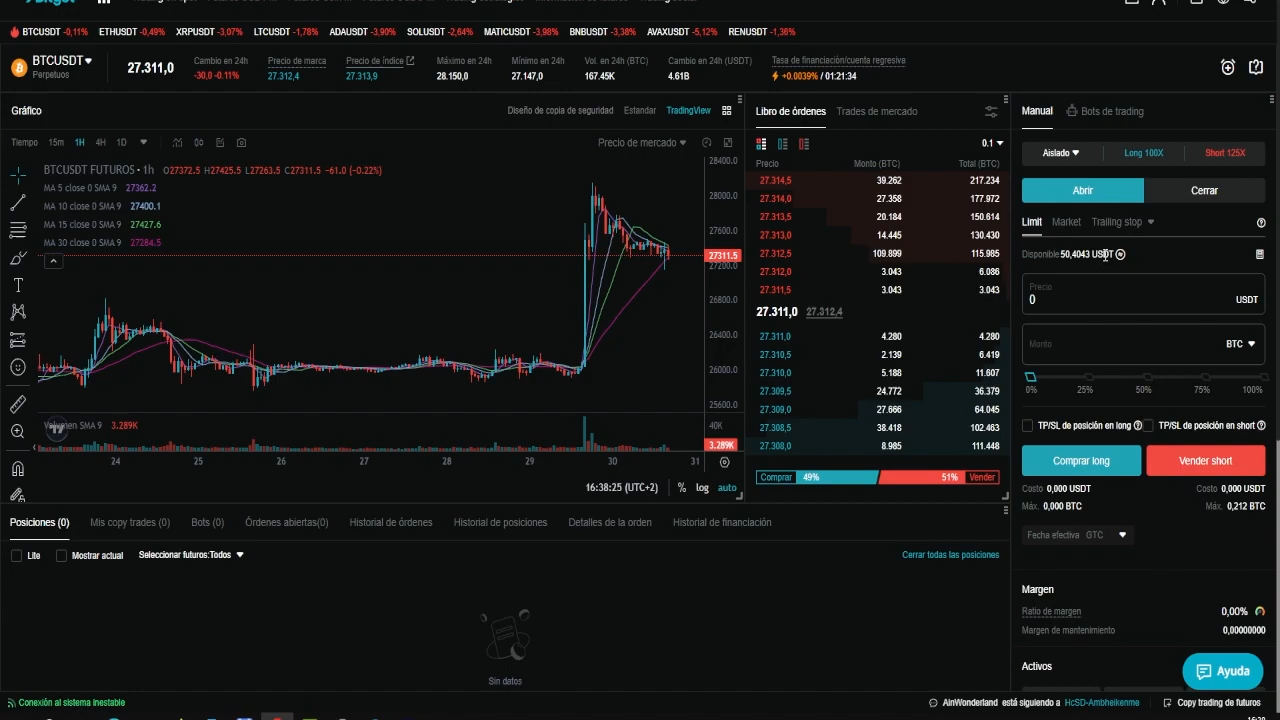 Bitget
BTCUSDT -0,11% ETHUSDT -0,49% XRPUSDT -3,07% LTCUSDT -1,78% ADAUSDT -3,90% SOLUSDT -2,64% MATICUSDT -3,98% BNBUSDT -3,38% AVAXUSDT -5,12% RENUSDT -1,36%
BTCUSDT
Perpetuos
27.311,0
Cambio en 24h
-30,0 -0.11%
Precio de marca
27.312,4
Precio de índice
27.313,9
Máximo en 24h
28.150,0
Mínimo en 24h
27.147,0
Vol. en 24h (BTC)
167.45K
Cambio en 24h (USDT)
4.61B
Tasa de financiación/cuenta regresiva
+0.0039% / 01:21:34
Gráfico
Diseño de copia de seguridad Estandar TradingView
Tiempo 15m 1H 4H 1D
Precio de mercado
BTCUSDT FUTUROS • 1h O27372.5 H27425.5 L27263.5 C27311.5 -61.0 (-0.22%)
MA 5 close 0 SMA 9 27362.2
MA 10 close 0 SMA 9 27400.1
MA 15 close 0 SMA 9 27427.6
MA 30 close 0 SMA 9 27284.5
28400.0
28000.0
27600.0
27311.5
27200.0
26800.0
26400.0
26000.0
25600.0
Volumen SMA 9 3.289K
40K
3.289K
24 25 26 27 28 29 30 31
16:38:25 (UTC+2) % log auto
Libro de órdenes Trades de mercado
0.1
Precio Monto (BTC) Total (BTC)
27.314,5 39.262 217.234
27.314,0 27.358 177.972
27.313,5 20.184 150.614
27.313,0 14.445 130.430
27.312,5 109.899 115.985
27.312,0 3.043 6.086
27.311,5 3.043 3.043
27.311,0 27.312,4
27.311,0 4.280 4.280
27.310,5 2.139 6.419
27.310,0 5.188 11.607
27.309,5 24.772 36.379
27.309,0 27.666 64.045
27.308,5 38.418 102.463
27.308,0 8.985 111.448
Comprar 49% 51% Vender
Manual Bots de trading
Aislado Long 100X Short 125X
Abrir Cerrar
Limit Market Trailing stop
Disponible 50,4043 USDT
Precio
0 USDT
Monto BTC
0% 25% 50% 75% 100%
TP/SL de posición en long TP/SL de posición en short
Comprar long Vender short
Costo 0,000 USDT Costo 0,000 USDT
Máx. 0,000 BTC Máx. 0,212 BTC
Fecha efectiva GTC
Margen
Ratio de margen 0,00%
Margen de mantenimiento 0,00000000
Activos
Ayuda
Posiciones (0) Mis copy trades (0) Bots (0) Órdenes abiertas(0) Historial de órdenes Historial de posiciones Detalles de la orden Historial de financiación
Lite Mostrar actual Seleccionar futuros:Todos
Cerrar todas las posiciones
Sin datos
Conexión al sistema inestable
AinWonderland está siguiendo a HcSD-Ambheikenme Copy trading de futuros